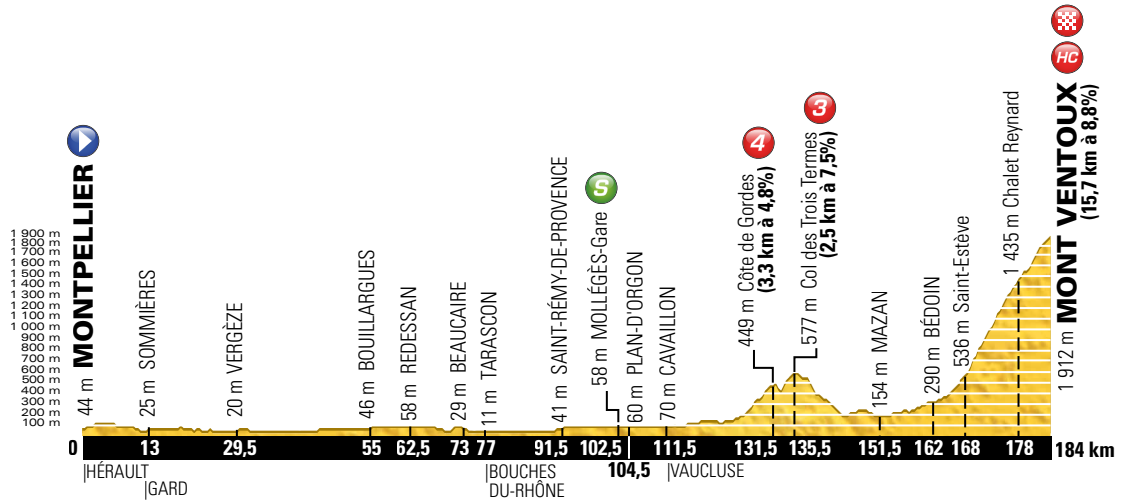 1 900 m
1 800 m
1 700 m
1 600 m
1 500 m
1 400 m
1 300 m
1 200 m
1 100 m
1 000 m
900 m
800 m
700 m
600 m
500 m
400 m
300 m
200 m
100 m
44 m MONTPELLIER
25 m SOMMIÈRES
20 m VERGÈZE
46 m BOUILLARGUES
58 m REDESSAN
29 m BEAUCAIRE
11 m TARASCON
41 m SAINT-RÉMY-DE-PROVENCE
S
58 m MOLLÉGÈS-Gare
60 m PLAN-D'ORGON
70 m CAVAILLON
4
449 m Côte de Gordes
(3,3 km à 4,8%)
3
577 m Col des Trois Termes
(2,5 km à 7,5%)
154 m MAZAN
290 m BÉDOIN
536 m Saint-Estève
1 435 m Chalet Reynard
HC
1 912 m MONT VENTOUX
(15,7 km à 8,8%)
0 13 29,5 55 62,5 73 77 91,5 102,5 111,5 131,5 135,5 151,5 162 168 178 184 km
104,5
HÉRAULT
GARD
BOUCHES
DU-RHÔNE
VAUCLUSE